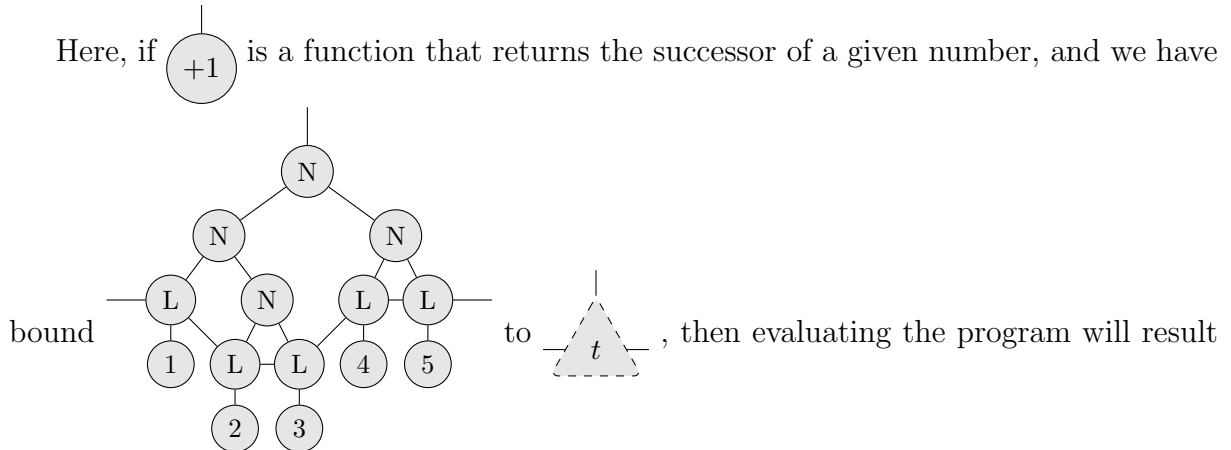 Here, if +1 is a function that returns the successor of a given number, and we have
N
N N
L N L L
bound to t , then evaluating the program will result
1 L L 4 5
2 3